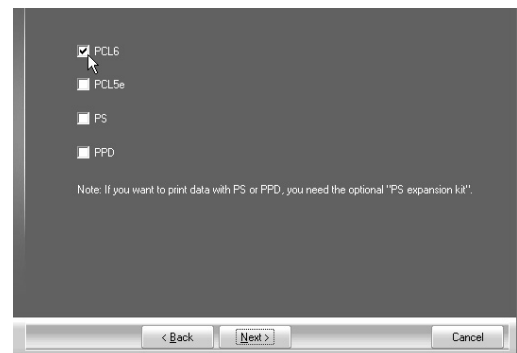 PCL6
PCL5e
PS
PPD
Note: If you want to print data with PS or PPD, you need the optional "PS expansion kit".
< Back
Next >
Cancel